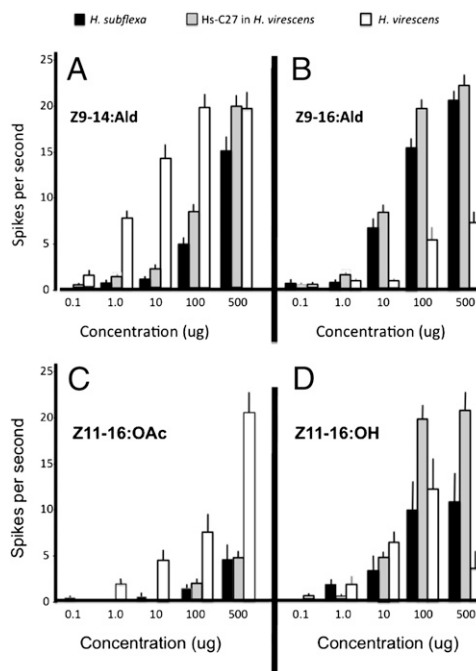 H. subflexa Hs-C27 in H. virescens H. virescens
A B
Z9-14:Ald Z9-16:Ald
Spikes per second
25
20
15
10
5
0
0.1 1.0 10 100 500 0.1 1.0 10 100 500
Concentration (ug) Concentration (ug)
C D
Z11-16:OAc Z11-16:OH
Spikes per second
25
20
15
10
5
0
0.1 1.0 10 100 500 0.1 1.0 10 100 500
Concentration (ug) Concentration (ug)